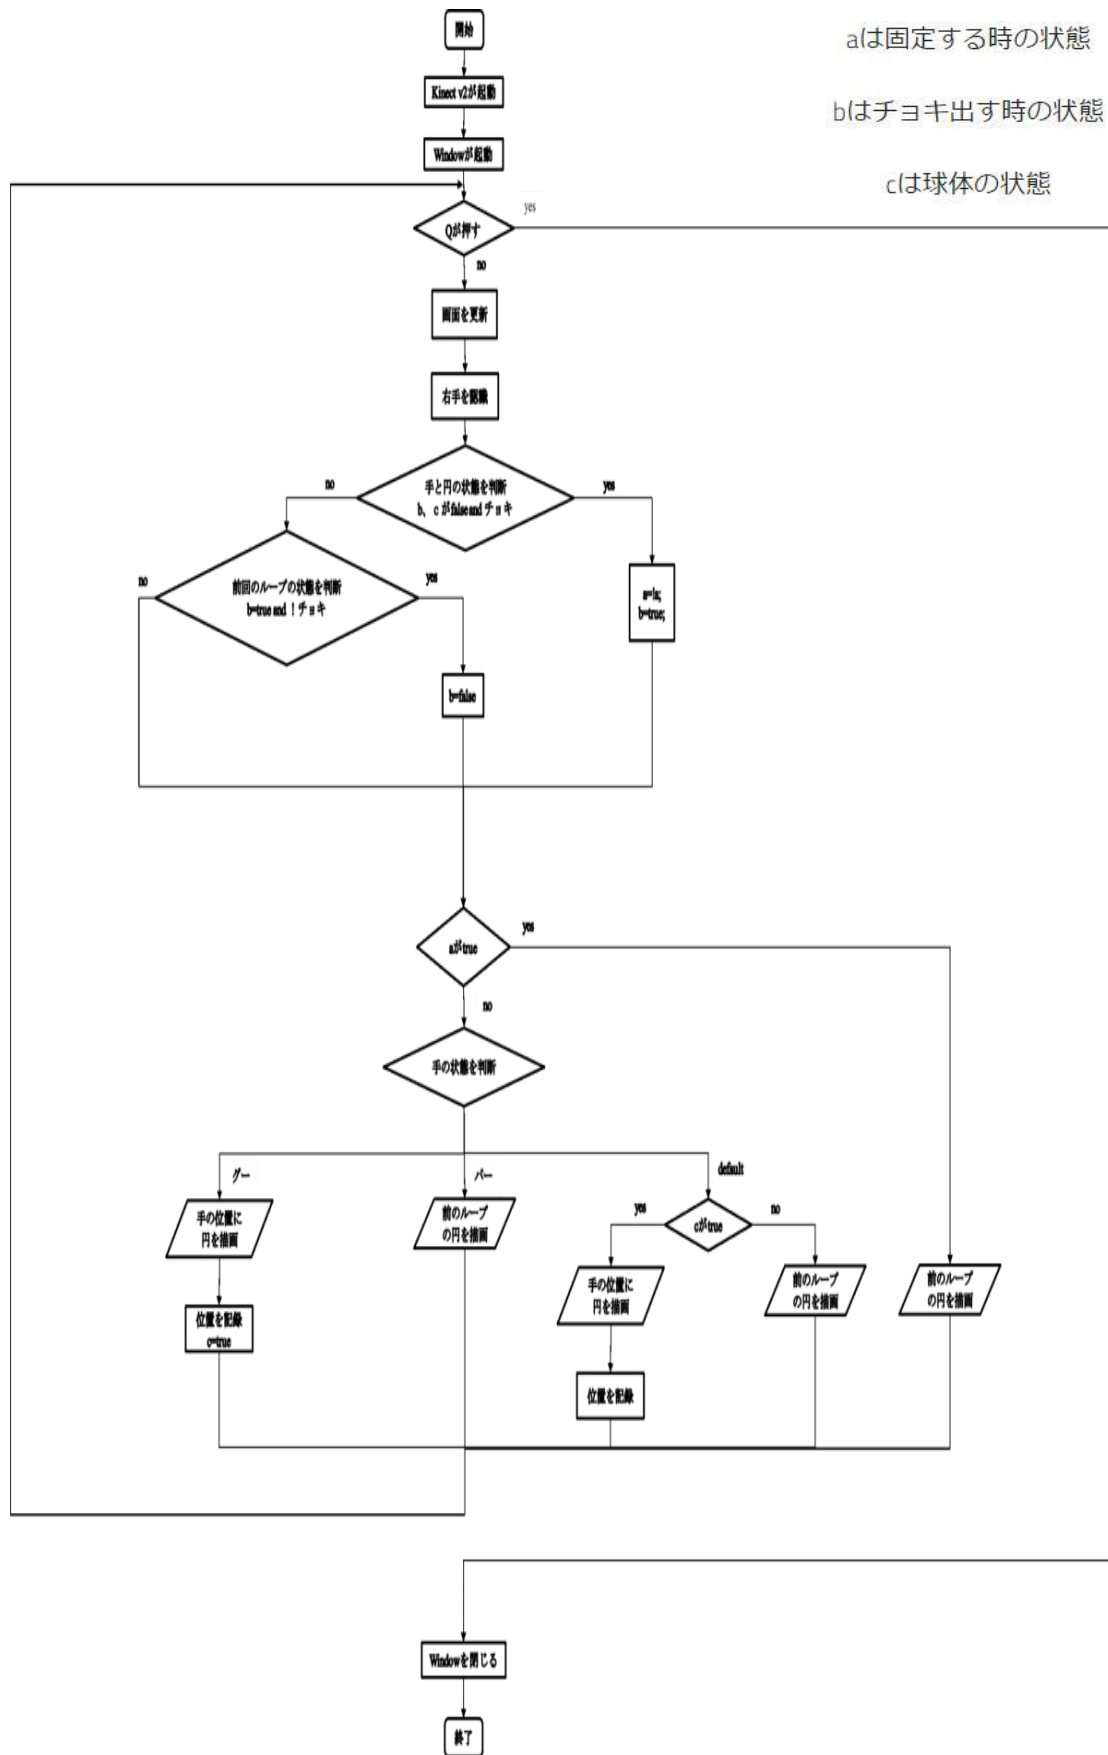 開始
aは固定する時の状態
Kinect v2が起動
bはチョキ出す時の状態
Windowが起動
cは球体の状態
yes
Qが押す
no
画面を更新
右手を認識
no
手と円の状態を判断
b、cがfalse and チョキ
yes
no
前回のループの状態を判断
b=true and ！チョキ
yes
a=!a;
b=true;
b=false
aがtrue
yes
no
手の状態を判断
グー
パー
default
手の位置に
円を描画
前のループ
の円を描画
yes
cがtrue
no
手の位置に
円を描画
前のループ
の円を描画
前のループ
の円を描画
位置を記録
c=true
位置を記録
Windowを閉じる
終了